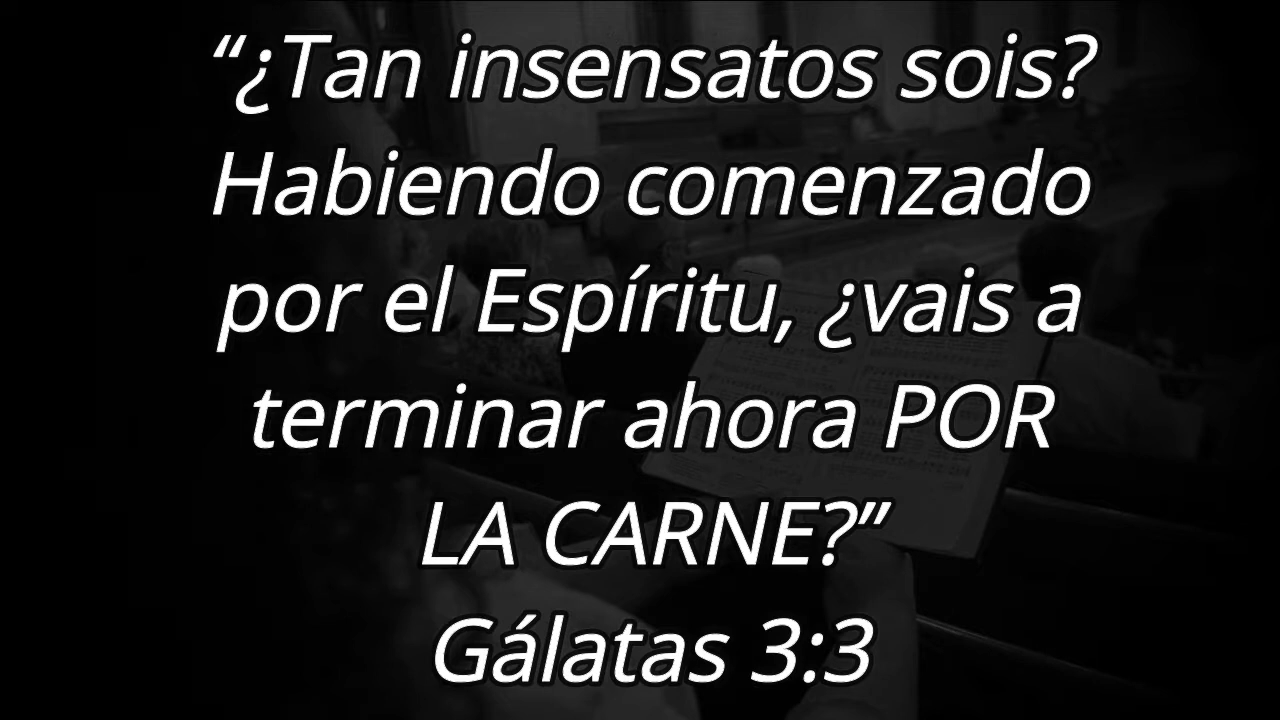 “¿Tan insensatos sois?
Habiendo comenzado
por el Espíritu, ¿vais a
terminar ahora POR
LA CARNE?”
Gálatas 3:3